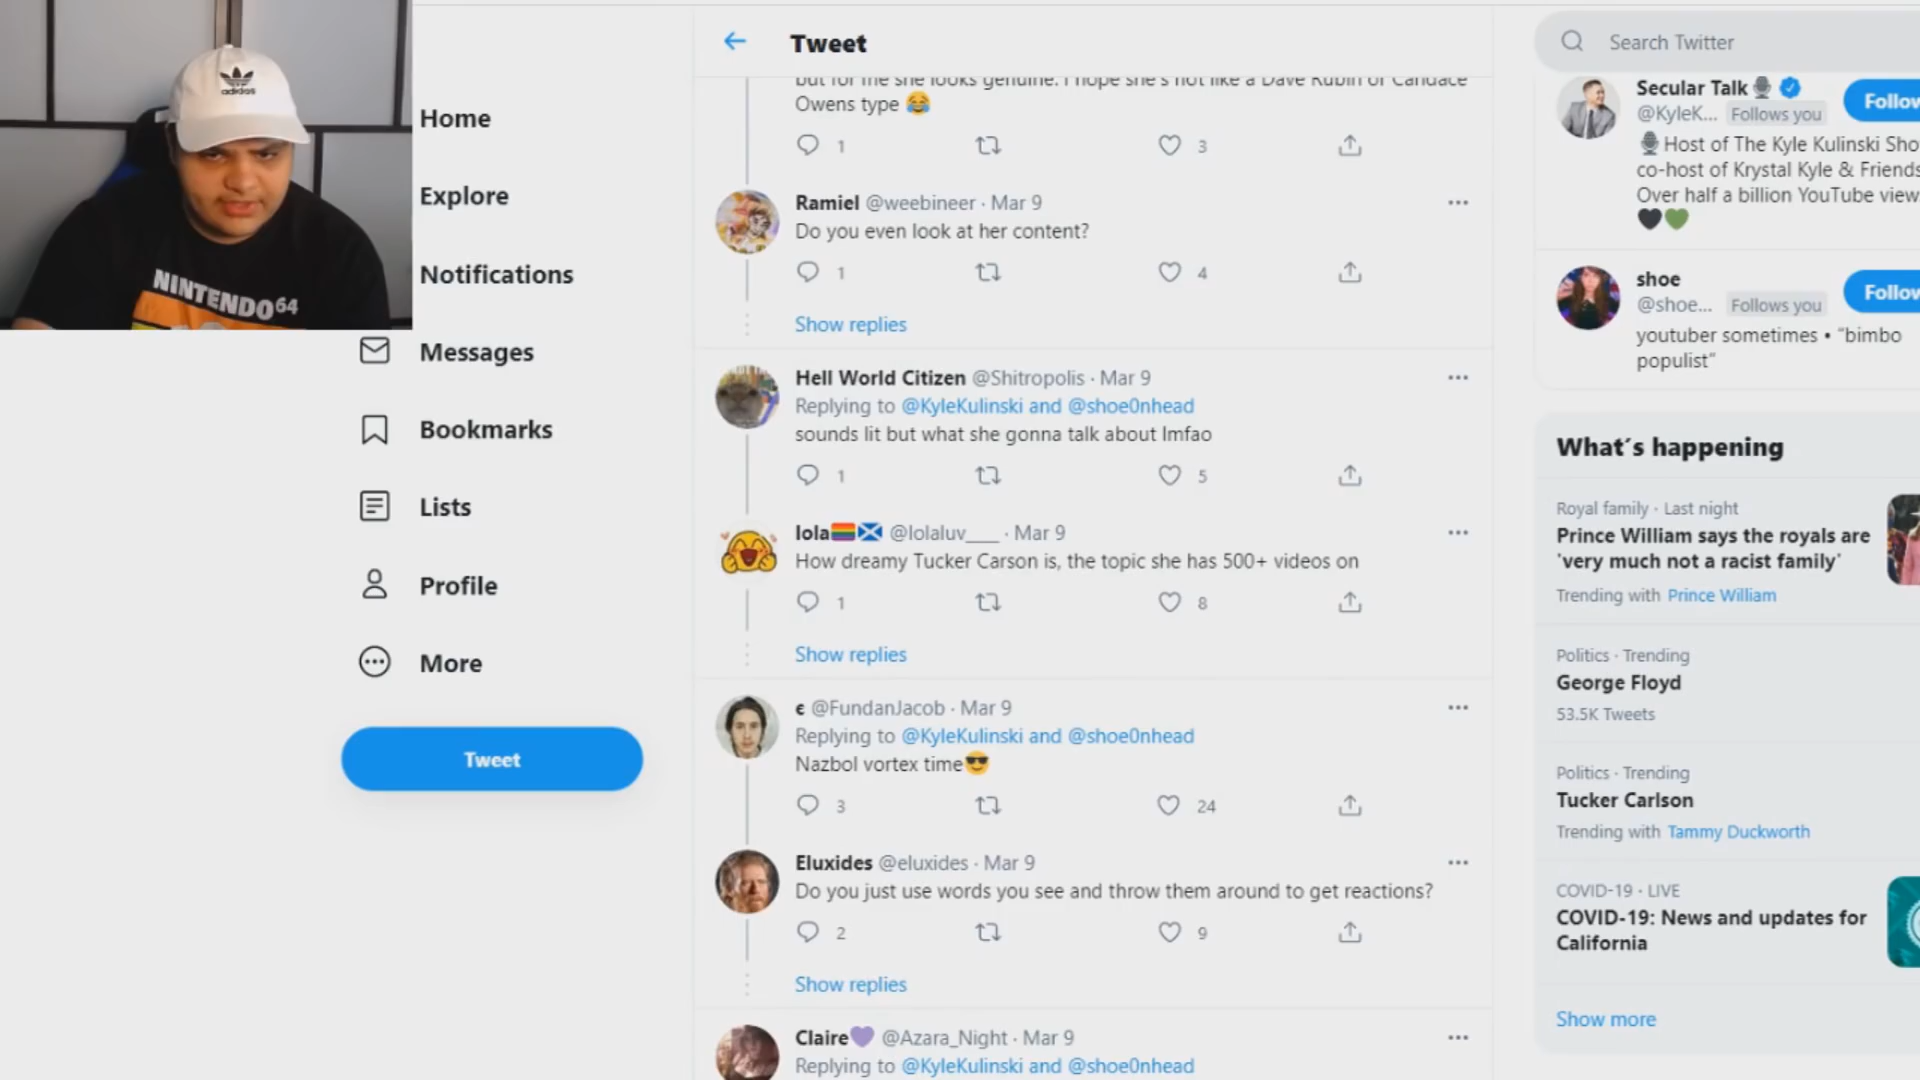 adidas
NINTENDO 64
Home
Explore
Notifications
Messages
Bookmarks
Lists
Profile
More
Tweet
Tweet
but for me she looks genuine. I hope she's not like a Dave Rubin or Candace
Owens type 😂
1 3
Ramiel @weebineer · Mar 9
Do you even look at her content?
1 4
Show replies
Hell World Citizen @Shitropolis · Mar 9
Replying to @KyleKulinski and @shoe0nhead
sounds lit but what she gonna talk about lmfao
1 5
lola🏳️‍🌈🏴󠁧󠁢󠁳󠁣󠁴󠁿 @lolaluv____ · Mar 9
How dreamy Tucker Carson is, the topic she has 500+ videos on
1 8
Show replies
є @FundanJacob · Mar 9
Replying to @KyleKulinski and @shoe0nhead
Nazbol vortex time😎
3 24
Eluxides @eluxides · Mar 9
Do you just use words you see and throw them around to get reactions?
2 9
Show replies
Claire💜 @Azara_Night · Mar 9
Replying to @KyleKulinski and @shoe0nhead
Search Twitter
Secular Talk🎙️
@KyleK... Follows you
Follow
🎙️Host of The Kyle Kulinski Sho
co-host of Krystal Kyle & Friends
Over half a billion YouTube view
🖤💚
shoe
@shoe... Follows you
Follow
youtuber sometimes • "bimbo
populist"
What's happening
Royal family · Last night
Prince William says the royals are
'very much not a racist family'
Trending with Prince William
Politics · Trending
George Floyd
53.5K Tweets
Politics · Trending
Tucker Carlson
Trending with Tammy Duckworth
COVID-19 · LIVE
COVID-19: News and updates for
California
Show more